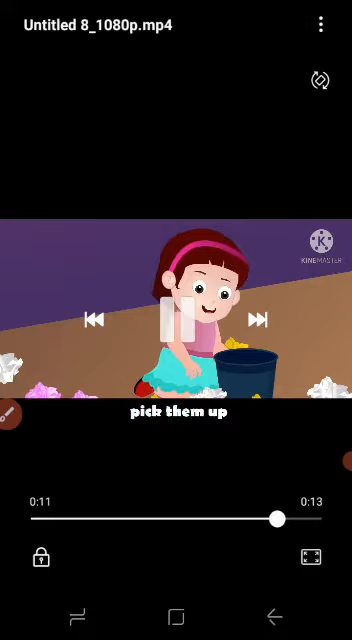 Untitled 8_1080p.mp4
K
KINEMASTER
pick them up
0:11
0:13